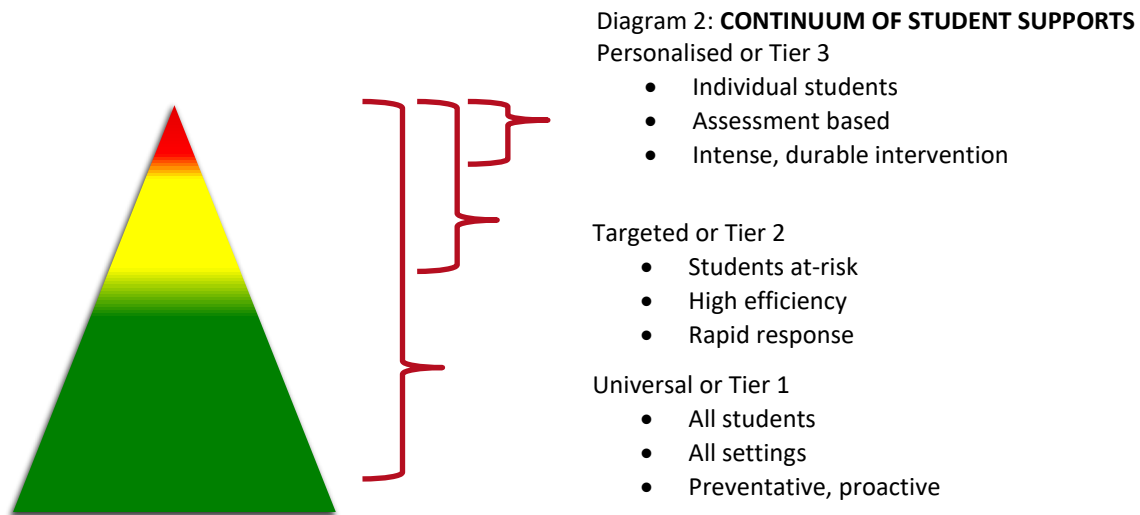 Diagram 2: CONTINUUM OF STUDENT SUPPORTS
Personalised or Tier 3
• Individual students
• Assessment based
• Intense, durable intervention
Targeted or Tier 2
• Students at-risk
• High efficiency
• Rapid response
Universal or Tier 1
• All students
• All settings
• Preventative, proactive